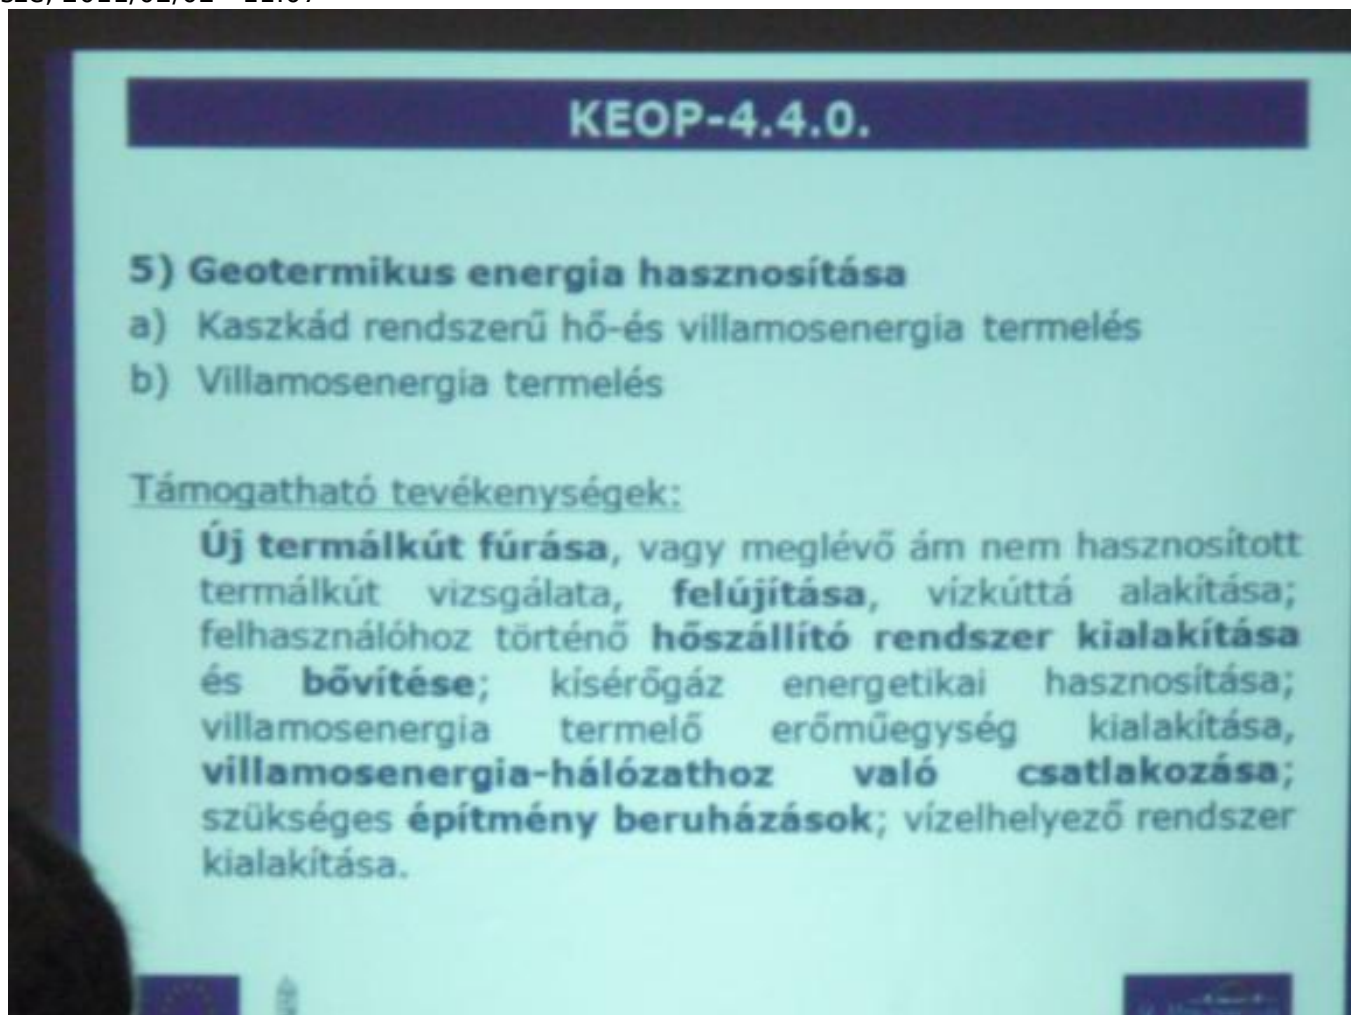 KEOP-4.4.0.
5) Geotermikus energia hasznosítása
a) Kaszkád rendszerű hő-és villamosenergia termelés
b) Villamosenergia termelés
Támogatható tevékenységek:
Új termálkút fúrása, vagy meglévő ám nem hasznosított
termálkút vizsgálata, felújítása, vízkúttá alakítása;
felhasználóhoz történő hőszállító rendszer kialakítása
és bővítése; kísérőgáz energetikai hasznosítása;
villamosenergia termelő erőműegység kialakítása,
villamosenergia-hálózathoz való csatlakozása;
szükséges építmény beruházások; vízelhelyező rendszer
kialakítása.